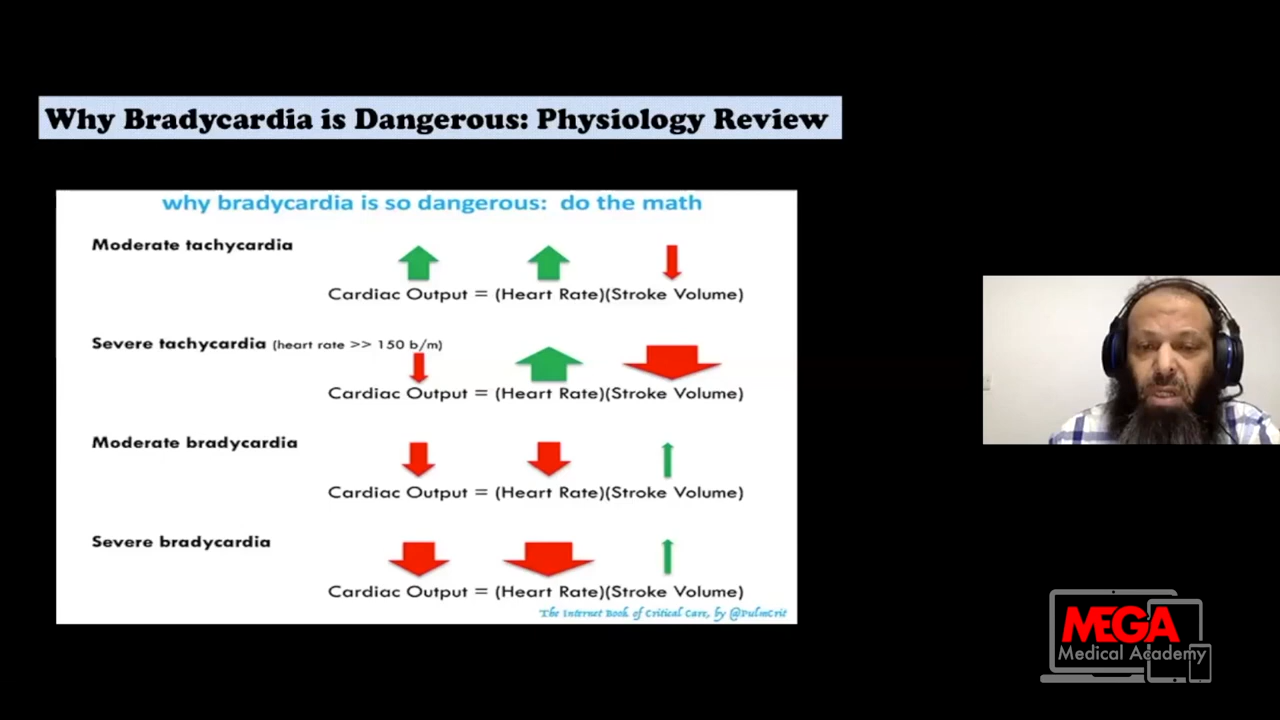 Why Bradycardia is Dangerous: Physiology Review
why bradycardia is so dangerous: do the math
Moderate tachycardia
Cardiac Output = (Heart Rate)(Stroke Volume)
Severe tachycardia (heart rate >> 150 b/m)
Cardiac Output = (Heart Rate)(Stroke Volume)
Moderate bradycardia
Cardiac Output = (Heart Rate)(Stroke Volume)
Severe bradycardia
Cardiac Output = (Heart Rate)(Stroke Volume)
The Internet Book of Critical Care, by @PulmCrit
MEGA
Medical Academy